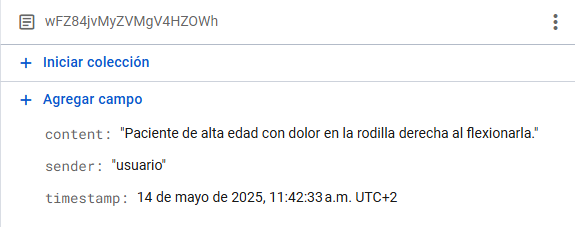 wFZ84jvMyZVMgV4HZOWh
+ Iniciar colección
+ Agregar campo
content: "Paciente de alta edad con dolor en la rodilla derecha al flexionarla."
sender: "usuario"
timestamp: 14 de mayo de 2025, 11:42:33 a.m. UTC+2